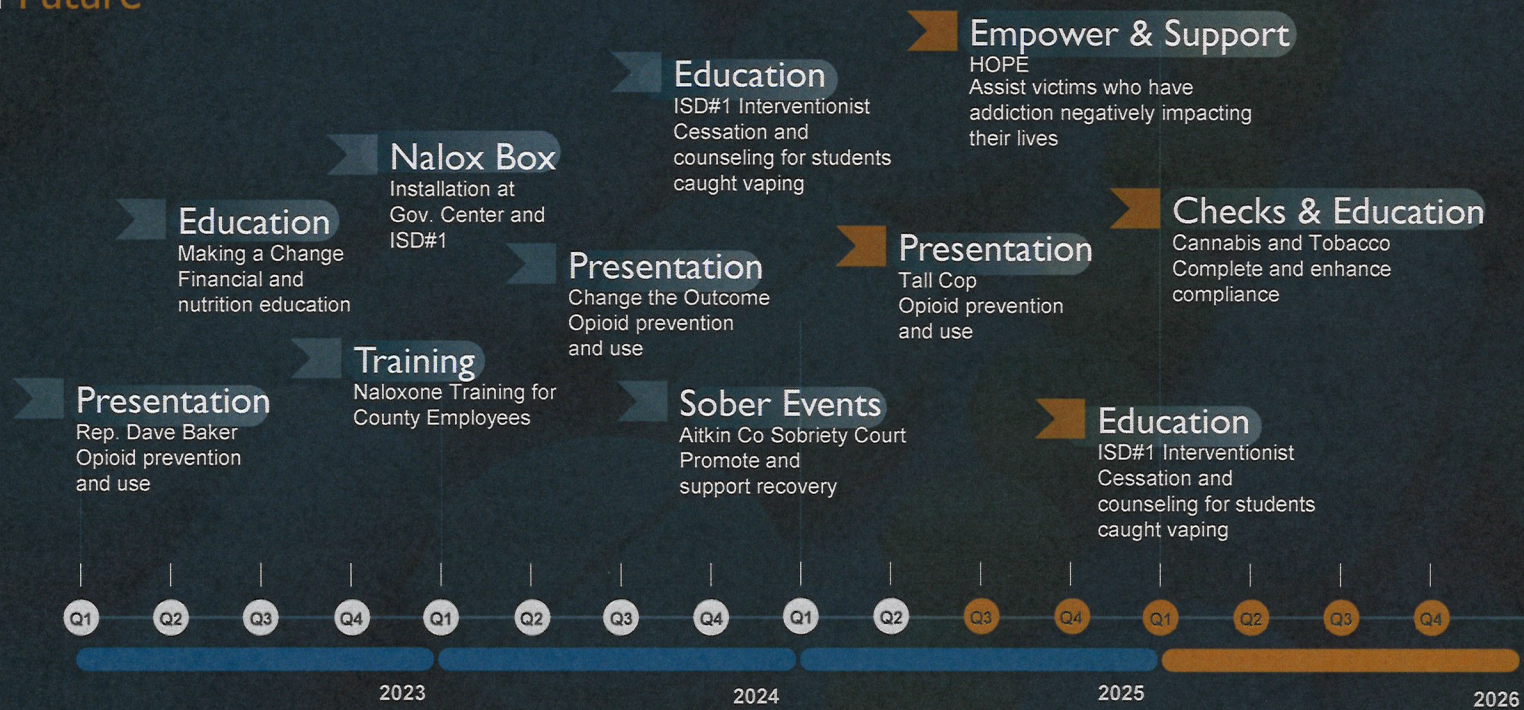 Future
Empower & Support
HOPE
Assist victims who have
addiction negatively impacting
their lives
Education
ISD#1 Interventionist
Cessation and
counseling for students
caught vaping
Nalox Box
Installation at
Gov. Center and
ISD#1
Checks & Education
Cannabis and Tobacco
Complete and enhance
compliance
Education
Making a Change
Financial and
nutrition education
Presentation
Tall Cop
Opioid prevention
and use
Presentation
Change the Outcome
Opioid prevention
and use
Training
Naloxone Training for
County Employees
Presentation
Rep. Dave Baker
Opioid prevention
and use
Sober Events
Aitkin Co Sobriety Court
Promote and
support recovery
Education
ISD#1 Interventionist
Cessation and
counseling for students
caught vaping
Q1 Q2 Q3 Q4 Q1 Q2 Q3 Q4 Q1 Q2 Q3 Q4 Q1 Q2 Q3 Q4
2023 2024 2025 2026